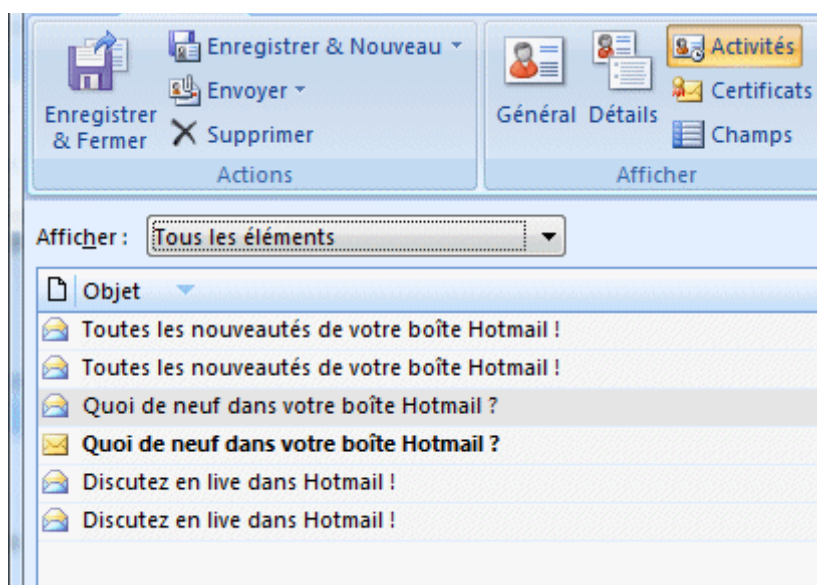 Enregistrer & Nouveau
Envoyer
Supprimer
Enregistrer
& Fermer
Actions
Général
Détails
Activités
Certificats
Champs
Afficher
Afficher : Tous les éléments
Objet
Toutes les nouveautés de votre boîte Hotmail !
Toutes les nouveautés de votre boîte Hotmail !
Quoi de neuf dans votre boîte Hotmail ?
Quoi de neuf dans votre boîte Hotmail ?
Discutez en live dans Hotmail !
Discutez en live dans Hotmail !